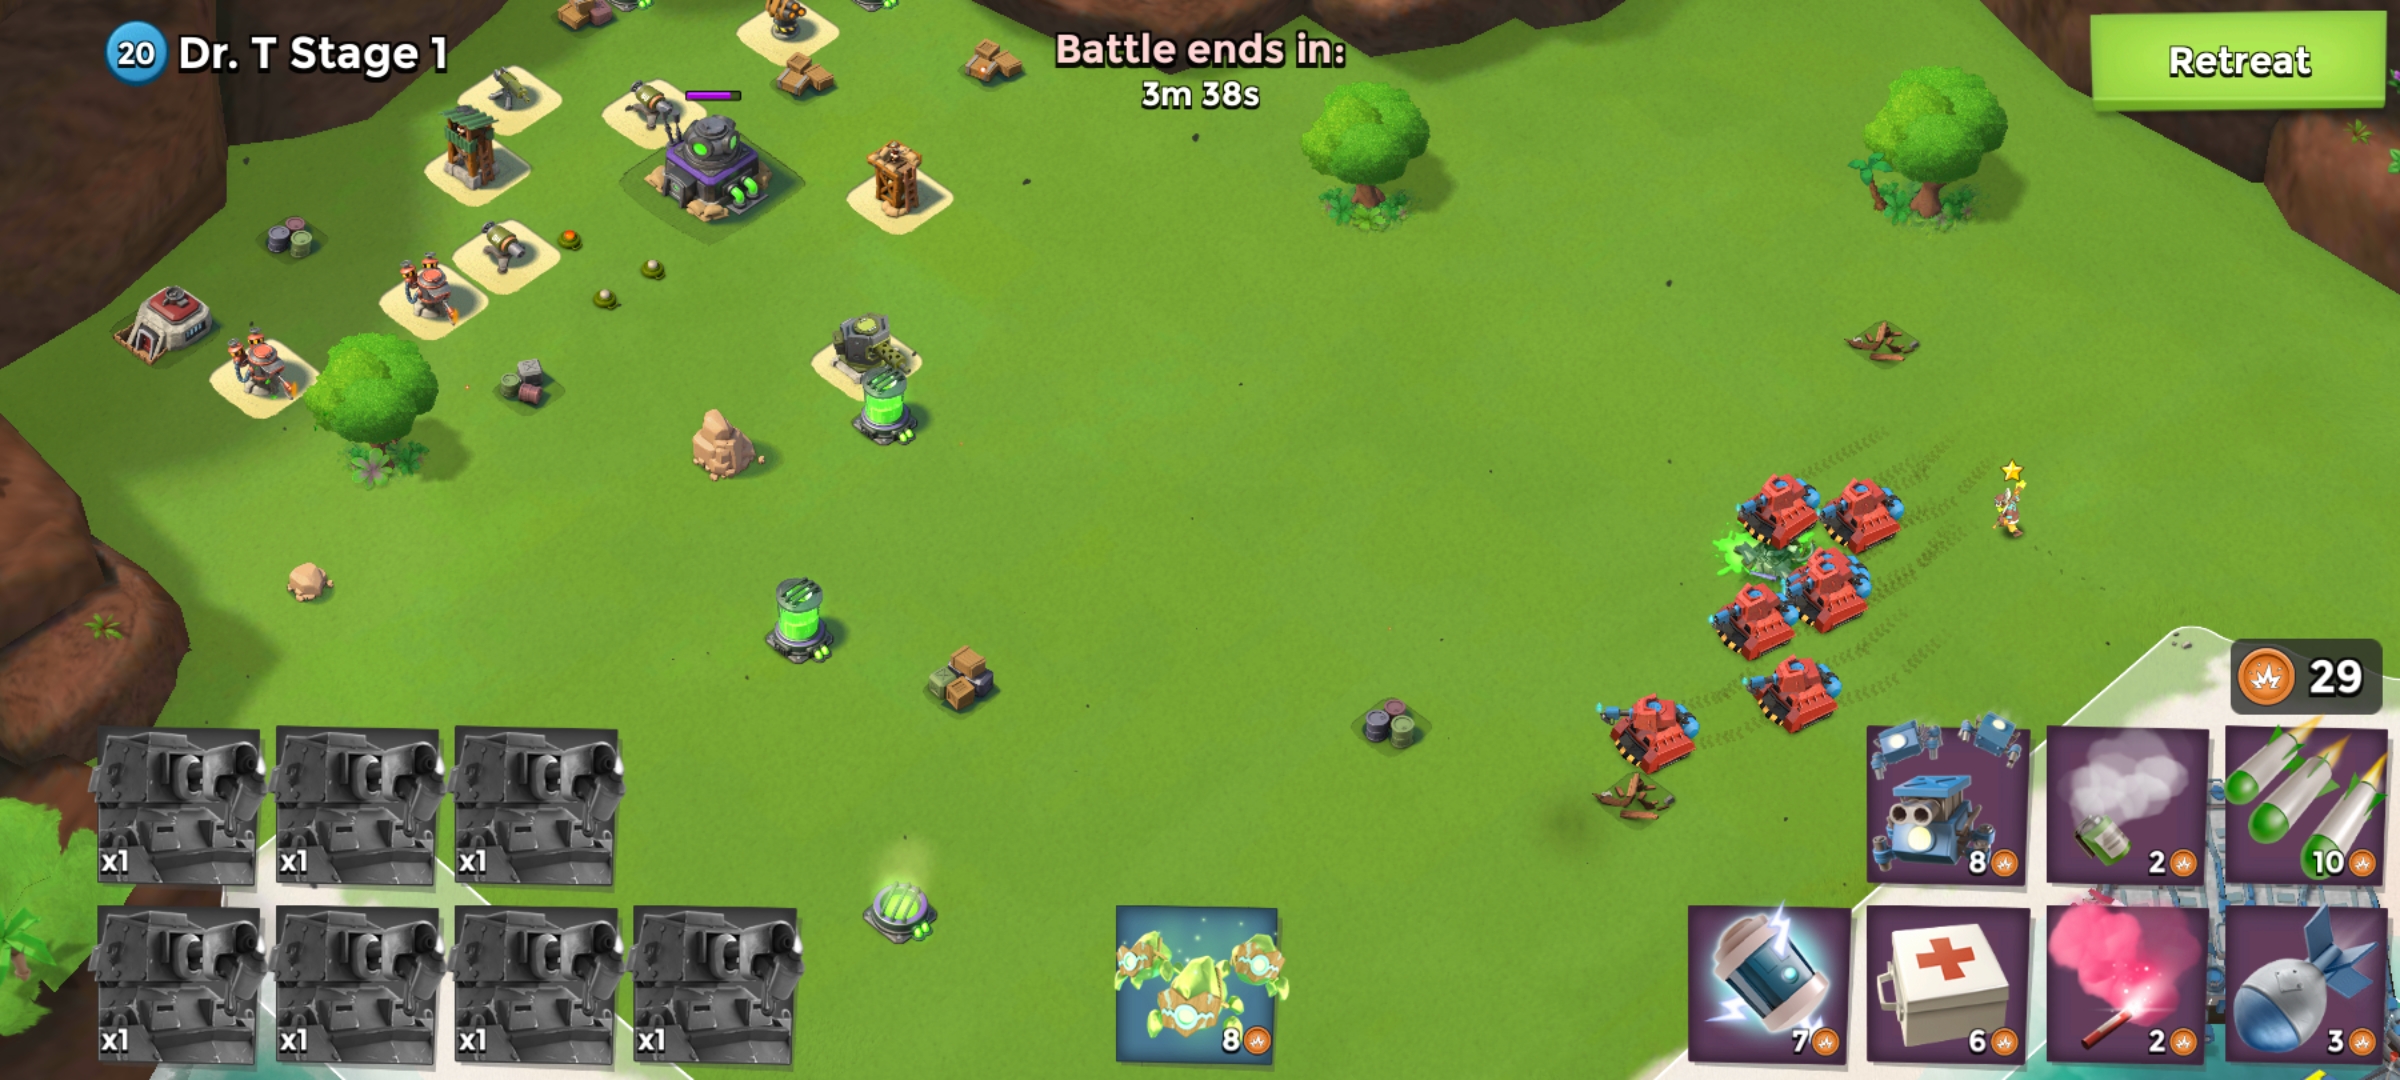 20 Dr. T Stage 1
Battle ends in:
3m 38s
Retreat
29
x1 x1 x1
8 2 10
x1 x1 x1 x1
8
7 6 2 3